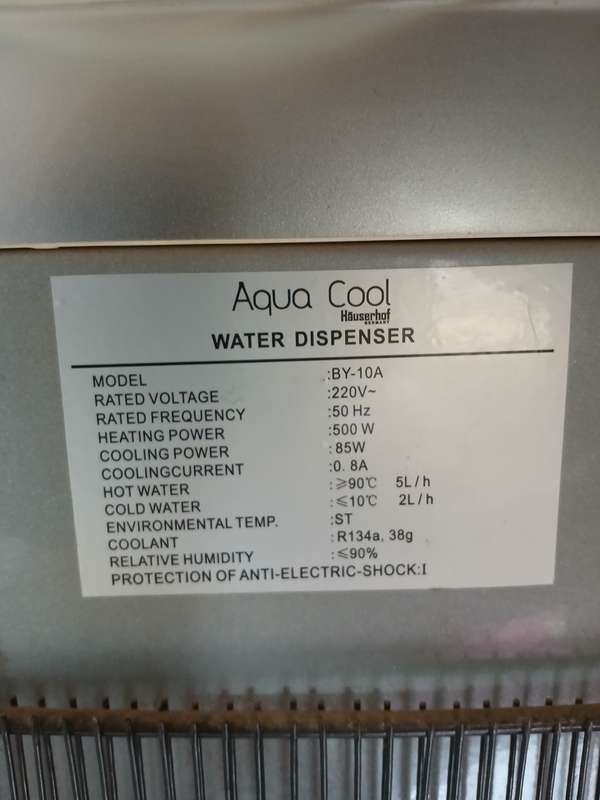 Aqua Cool
Häuserhof
GERMANY
WATER DISPENSER
MODEL :BY-10A
RATED VOLTAGE :220V~
RATED FREQUENCY :50 Hz
HEATING POWER :500 W
COOLING POWER :85W
COOLINGCURRENT :0.8A
HOT WATER :≥90℃ 5L/h
COLD WATER :≤10℃ 2L/h
ENVIRONMENTAL TEMP. :ST
COOLANT :R134a, 38g
RELATIVE HUMIDITY :≤90%
PROTECTION OF ANTI-ELECTRIC-SHOCK:I